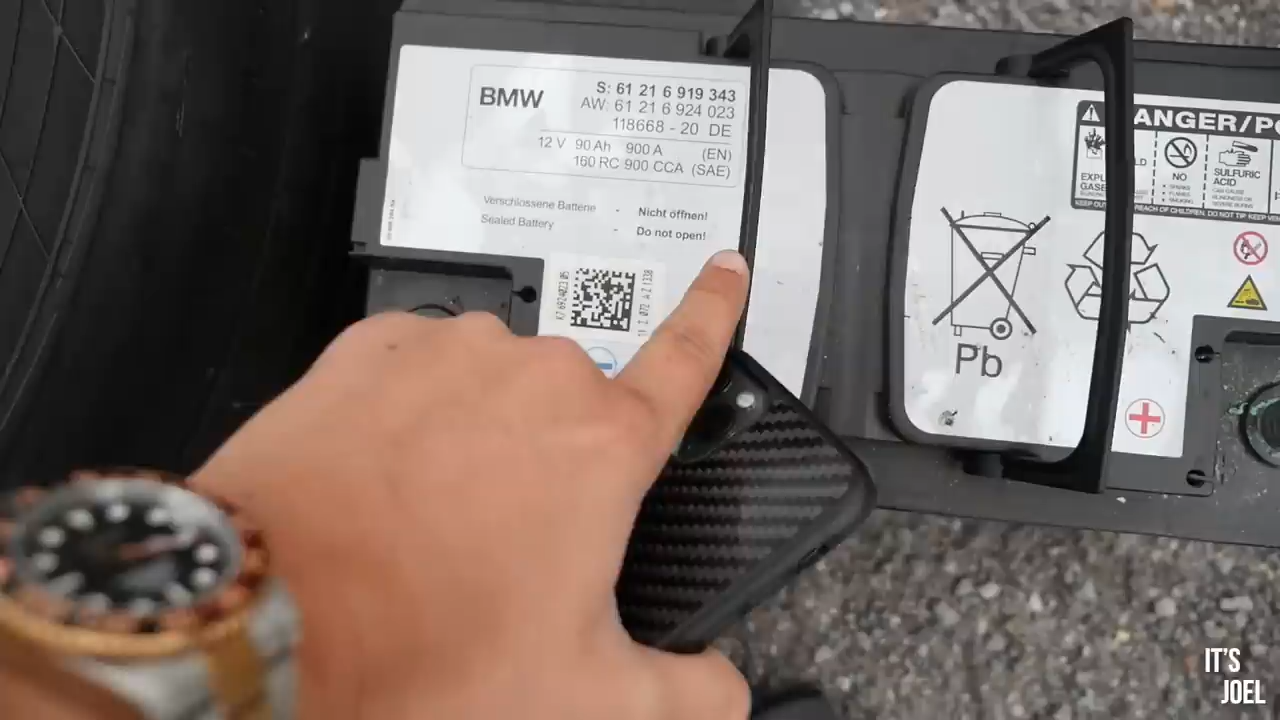 BMW
S: 61 21 6 919 343
AW: 61 21 6 924 023
118668 - 20 DE
12 V 90 Ah 900 A (EN)
160 RC 900 CCA (SAE)
Verschlossene Batterie - Nicht öffnen!
Sealed Battery - Do not open!
ANGER/PO
EXPL
GASE
NO
SULFURIC
ACID
Pb
IT'S
JOEL